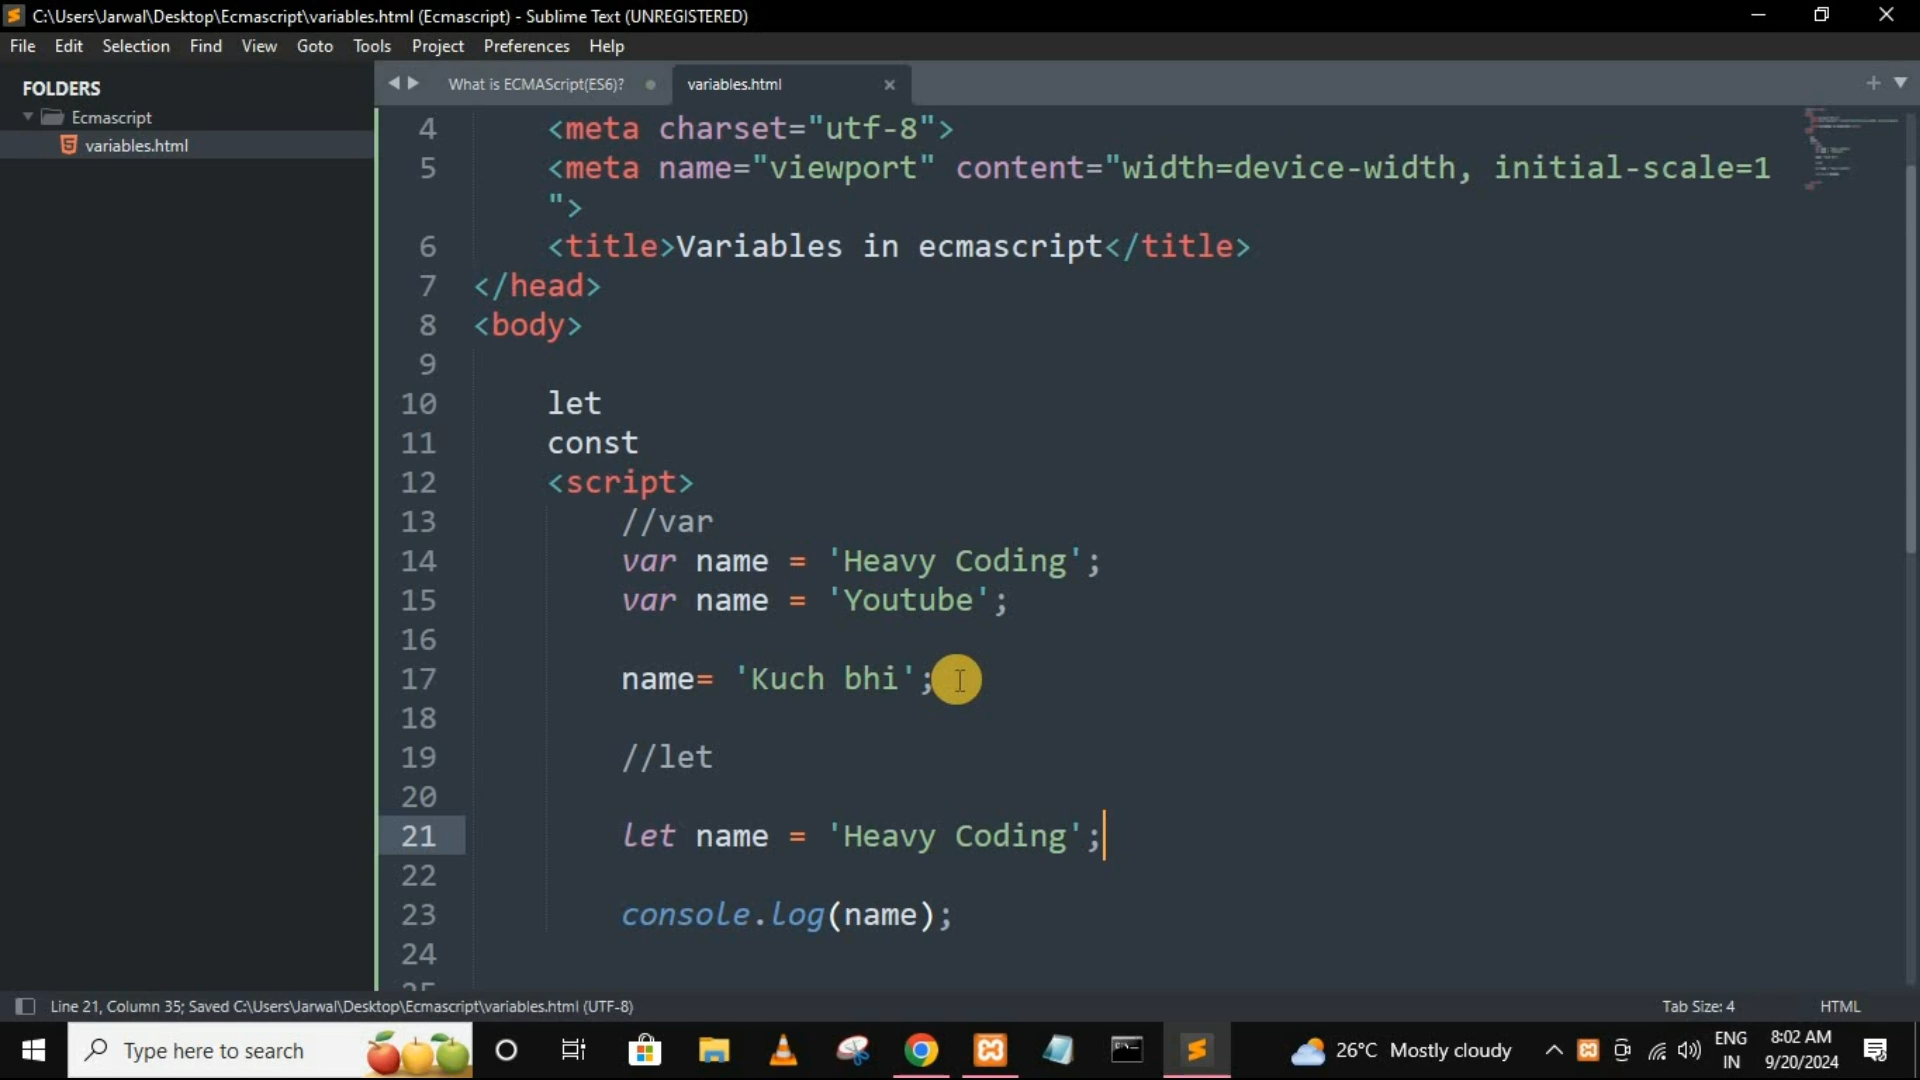 C:\Users\Jarwal\Desktop\Ecmascript\variables.html (Ecmascript) - Sublime Text (UNREGISTERED)
File Edit Selection Find View Goto Tools Project Preferences Help
FOLDERS
Ecmascript
variables.html
What is ECMAScript(ES6)?
variables.html
4 <meta charset="utf-8">
5 <meta name="viewport" content="width=device-width, initial-scale=1
">
6 <title>Variables in ecmascript</title>
7 </head>
8 <body>
9
10 let
11 const
12 <script>
13 //var
14 var name = 'Heavy Coding';
15 var name = 'Youtube';
16
17 name= 'Kuch bhi';
18
19 //let
20
21 let name = 'Heavy Coding';
22
23 console.log(name);
24
25
Line 21, Column 35; Saved C:\Users\Jarwal\Desktop\Ecmascript\variables.html (UTF-8)
Tab Size: 4
HTML
Type here to search
26°C Mostly cloudy
ENG
IN
8:02 AM
9/20/2024